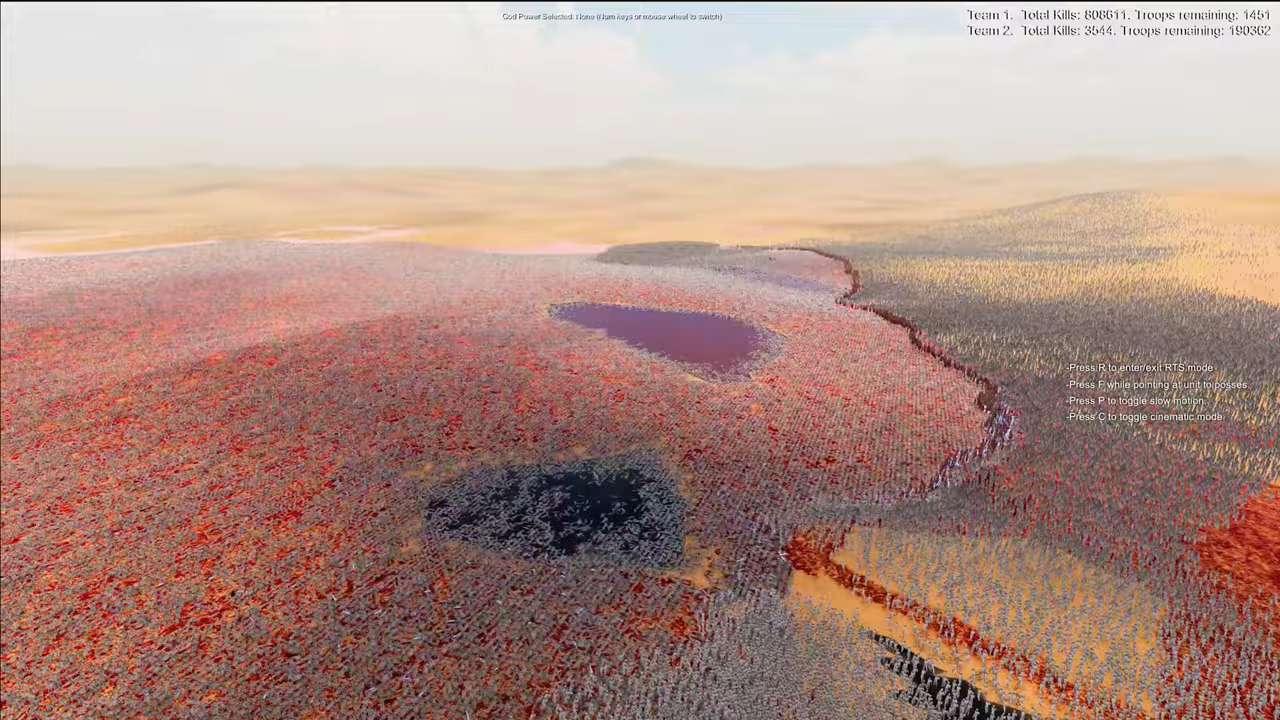 God Power Selected: None (Num keys or mouse wheel to switch)
Team 1.  Total Kills: 808611. Troops remaining: 1451
Team 2.  Total Kills: 3544. Troops remaining: 190362
-Press R to enter/exit RTS mode
-Press F while pointing at unit to posses.
-Press P to toggle slow motion.
-Press C to toggle cinematic mode.